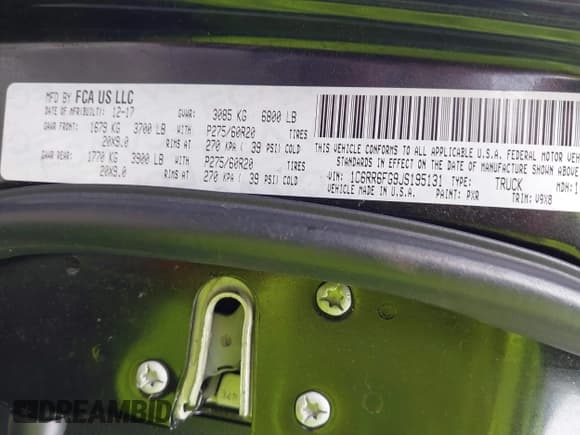 MFD BY FCA US LLC
DATE OF MFR(BUILT): 12-17 GVWR: 3085 KG 6800 LB
GAWR FRONT: 1679 KG 3700 LB WITH P275/60R20 TIRES
20X9.0 RIMS AT 270 KPA ( 39 PSI) COLD
GAWR REAR: 1770 KG 3900 LB WITH P275/60R20 TIRES
20X9.0 RIMS AT 270 KPA ( 39 PSI) COLD
THIS VEHICLE CONFORMS TO ALL APPLICABLE U.S.A. FEDERAL MOTOR
STANDARDS IN EFFECT ON THE DATE OF MANUFACTURE SHOWN ABOVE
VIN: 1C6RR6FG9JS195131 TYPE: TRUCK MDH:
VEHICLE MADE IN U.S.A. PAINT: PXR TRIM: V9X8
DREAMBID